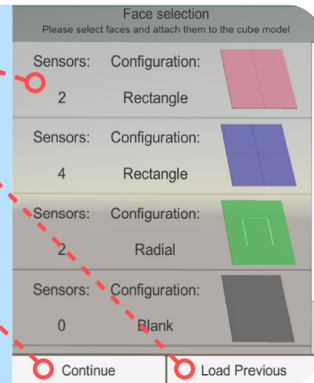 Face selection
Please select faces and attach them to the cube model
Sensors: Configuration:
2 Rectangle
Sensors: Configuration:
4 Rectangle
Sensors: Configuration:
2 Radial
Sensors: Configuration:
0 Blank
Continue Load Previous